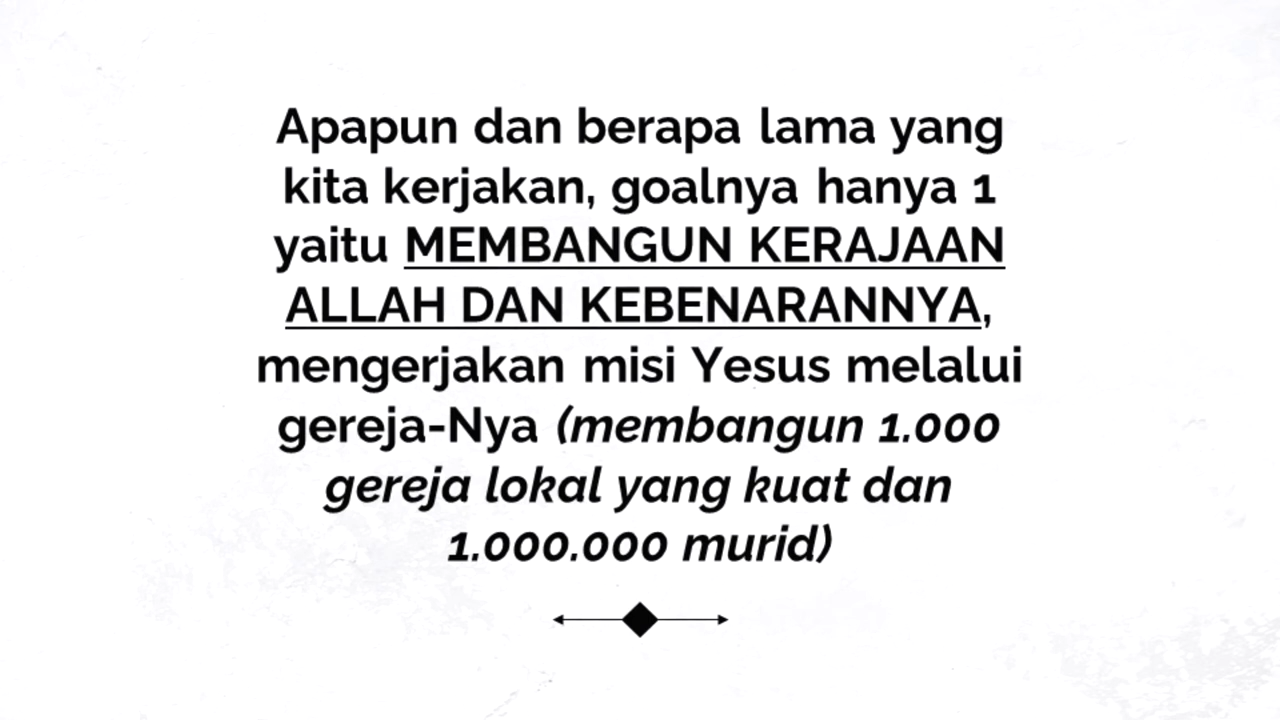 Apapun dan berapa lama yang
kita kerjakan, goalnya hanya 1
yaitu MEMBANGUN KERAJAAN
ALLAH DAN KEBENARANNYA,
mengerjakan misi Yesus melalui
gereja-Nya (membangun 1.000
gereja lokal yang kuat dan
1.000.000 murid)